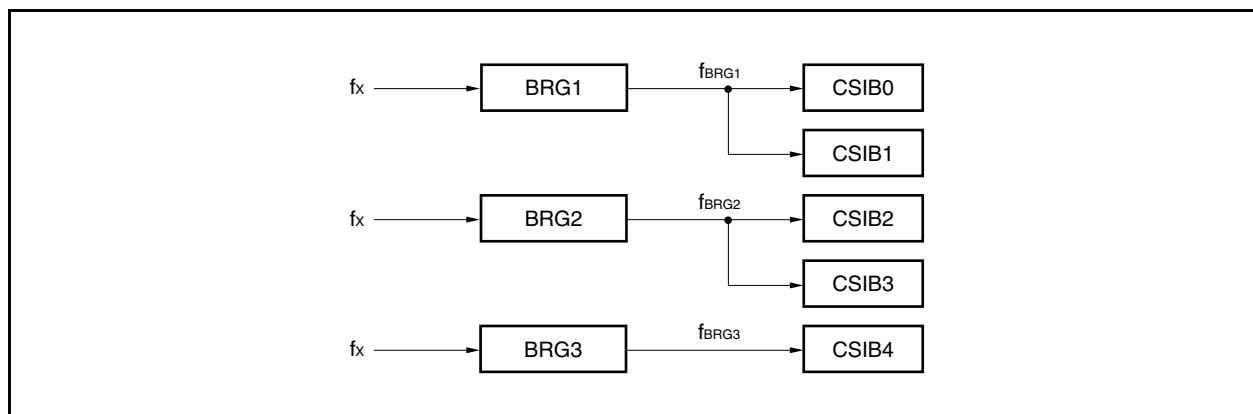 fX BRG1 fBRG1 CSIB0
CSIB1
fX BRG2 fBRG2 CSIB2
CSIB3
fX BRG3 fBRG3 CSIB4